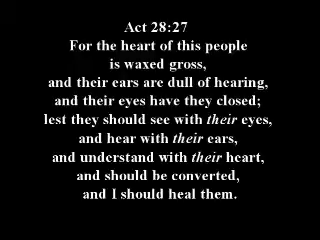 Act 28:27
For the heart of this people
is waxed gross,
and their ears are dull of hearing,
and their eyes have they closed;
lest they should see with their eyes,
and hear with their ears,
and understand with their heart,
and should be converted,
and I should heal them.